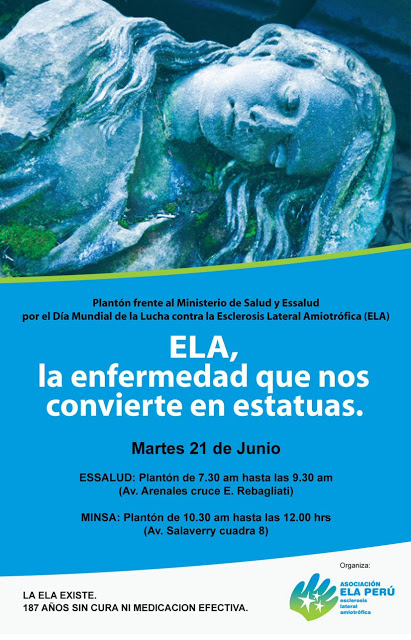 Plantón frente al Ministerio de Salud y Essalud
por el Día Mundial de la Lucha contra la Esclerosis Lateral Amiotrófica (ELA)
ELA,
la enfermedad que nos
convierte en estatuas.
Martes 21 de Junio
ESSALUD: Plantón de 7.30 am hasta las 9.30 am
(Av. Arenales cruce E. Rebagliati)
MINSA: Plantón de 10.30 am hasta las 12.00 hrs
(Av. Salaverry cuadra 8)
Organiza:
ASOCIACIÓN
ELA PERÚ
esclerosis
lateral
amiotrófica
LA ELA EXISTE.
187 AÑOS SIN CURA NI MEDICACION EFECTIVA.